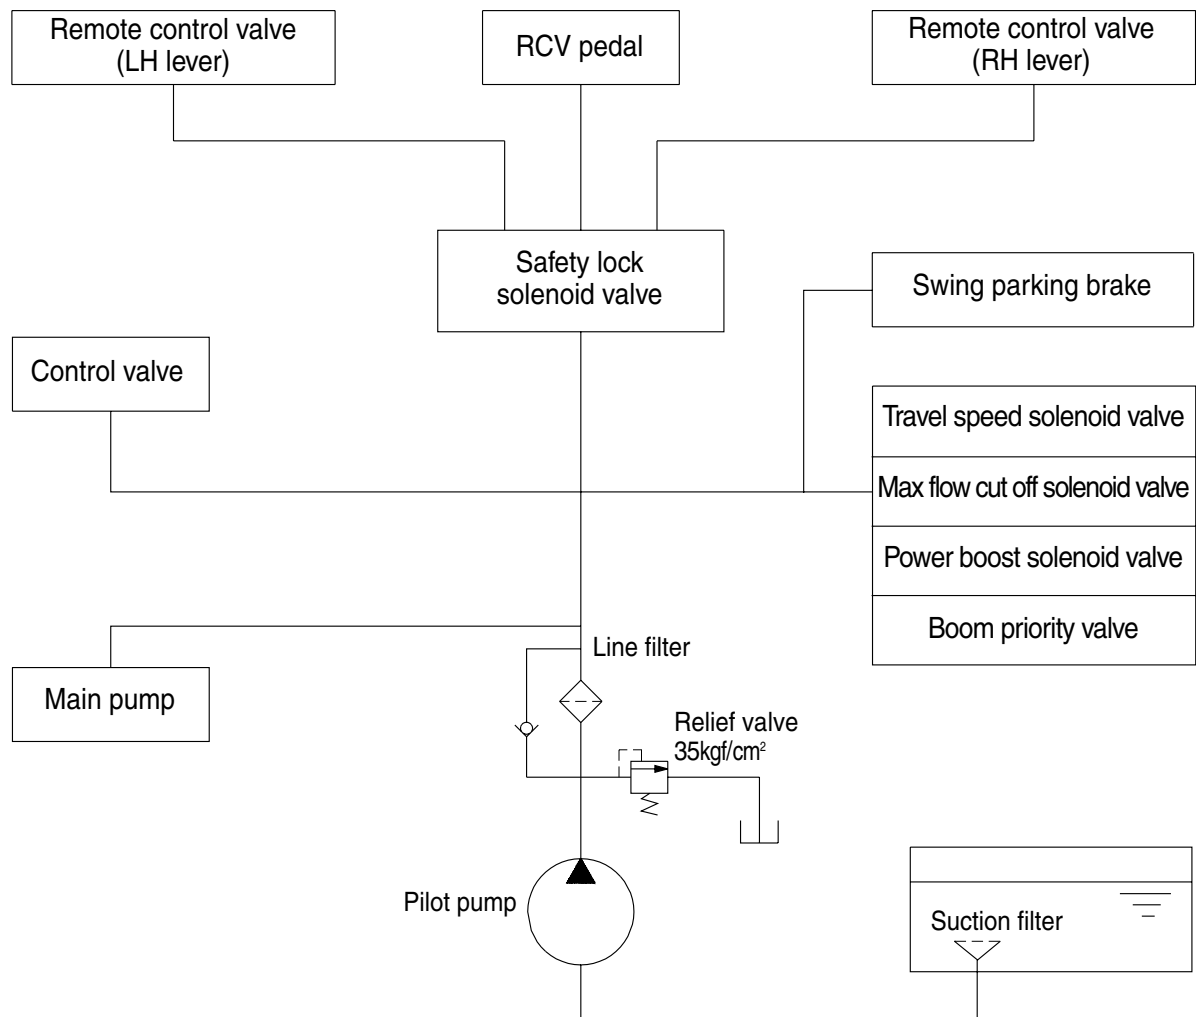 Remote control valve
(LH lever)
RCV pedal
Remote control valve
(RH lever)
Safety lock
solenoid valve
Swing parking brake
Control valve
Travel speed solenoid valve
Max flow cut off solenoid valve
Power boost solenoid valve
Boom priority valve
Line filter
Main pump
Relief valve
35kgf/cm²
Pilot pump
Suction filter